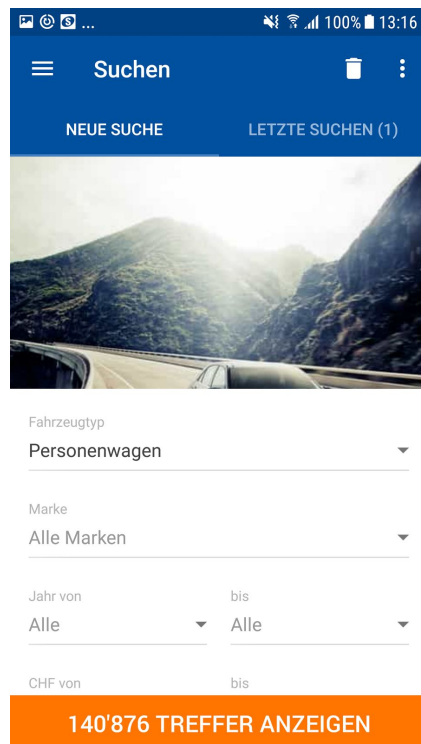 ... 100% 13:16
Suchen
NEUE SUCHE LETZTE SUCHEN (1)
Fahrzeugtyp
Personenwagen
Marke
Alle Marken
Jahr von bis
Alle Alle
CHF von bis
140'876 TREFFER ANZEIGEN